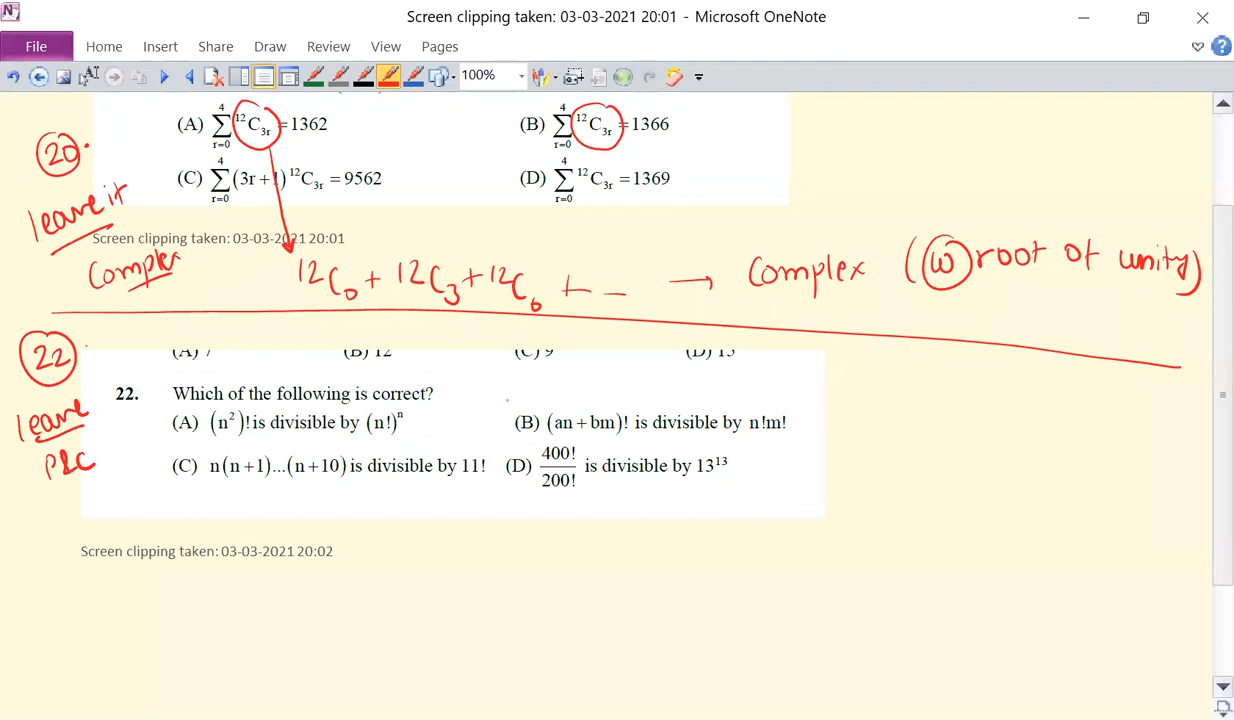 Screen clipping taken: 03-03-2021 20:01 - Microsoft OneNote
File Home Insert Share Draw Review View Pages
100%
(A) ∑_{r=0}^{4} ¹²C₃ᵣ = 1362 (B) ∑_{r=0}^{4} ¹²C₃ᵣ = 1366
20
(C) ∑_{r=0}^{4} (3r + 1) ¹²C₃ᵣ = 9562 (D) ∑_{r=0}^{4} ¹²C₃ᵣ = 1369
leave it
Screen clipping taken: 03-03-2021 20:01
Complex 12C₀ + 12C₃ + 12C₆ + – – → Complex (ω root of unity)
22
(A) 7 (B) 12 (C) 9 (D) 15
22. Which of the following is correct?
(A) (n²)! is divisible by (n!)ⁿ (B) (an + bm)! is divisible by n!m!
leave
P&C
(C) n(n+1)...(n+10) is divisible by 11! (D) 400!/200! is divisible by 13¹³
Screen clipping taken: 03-03-2021 20:02